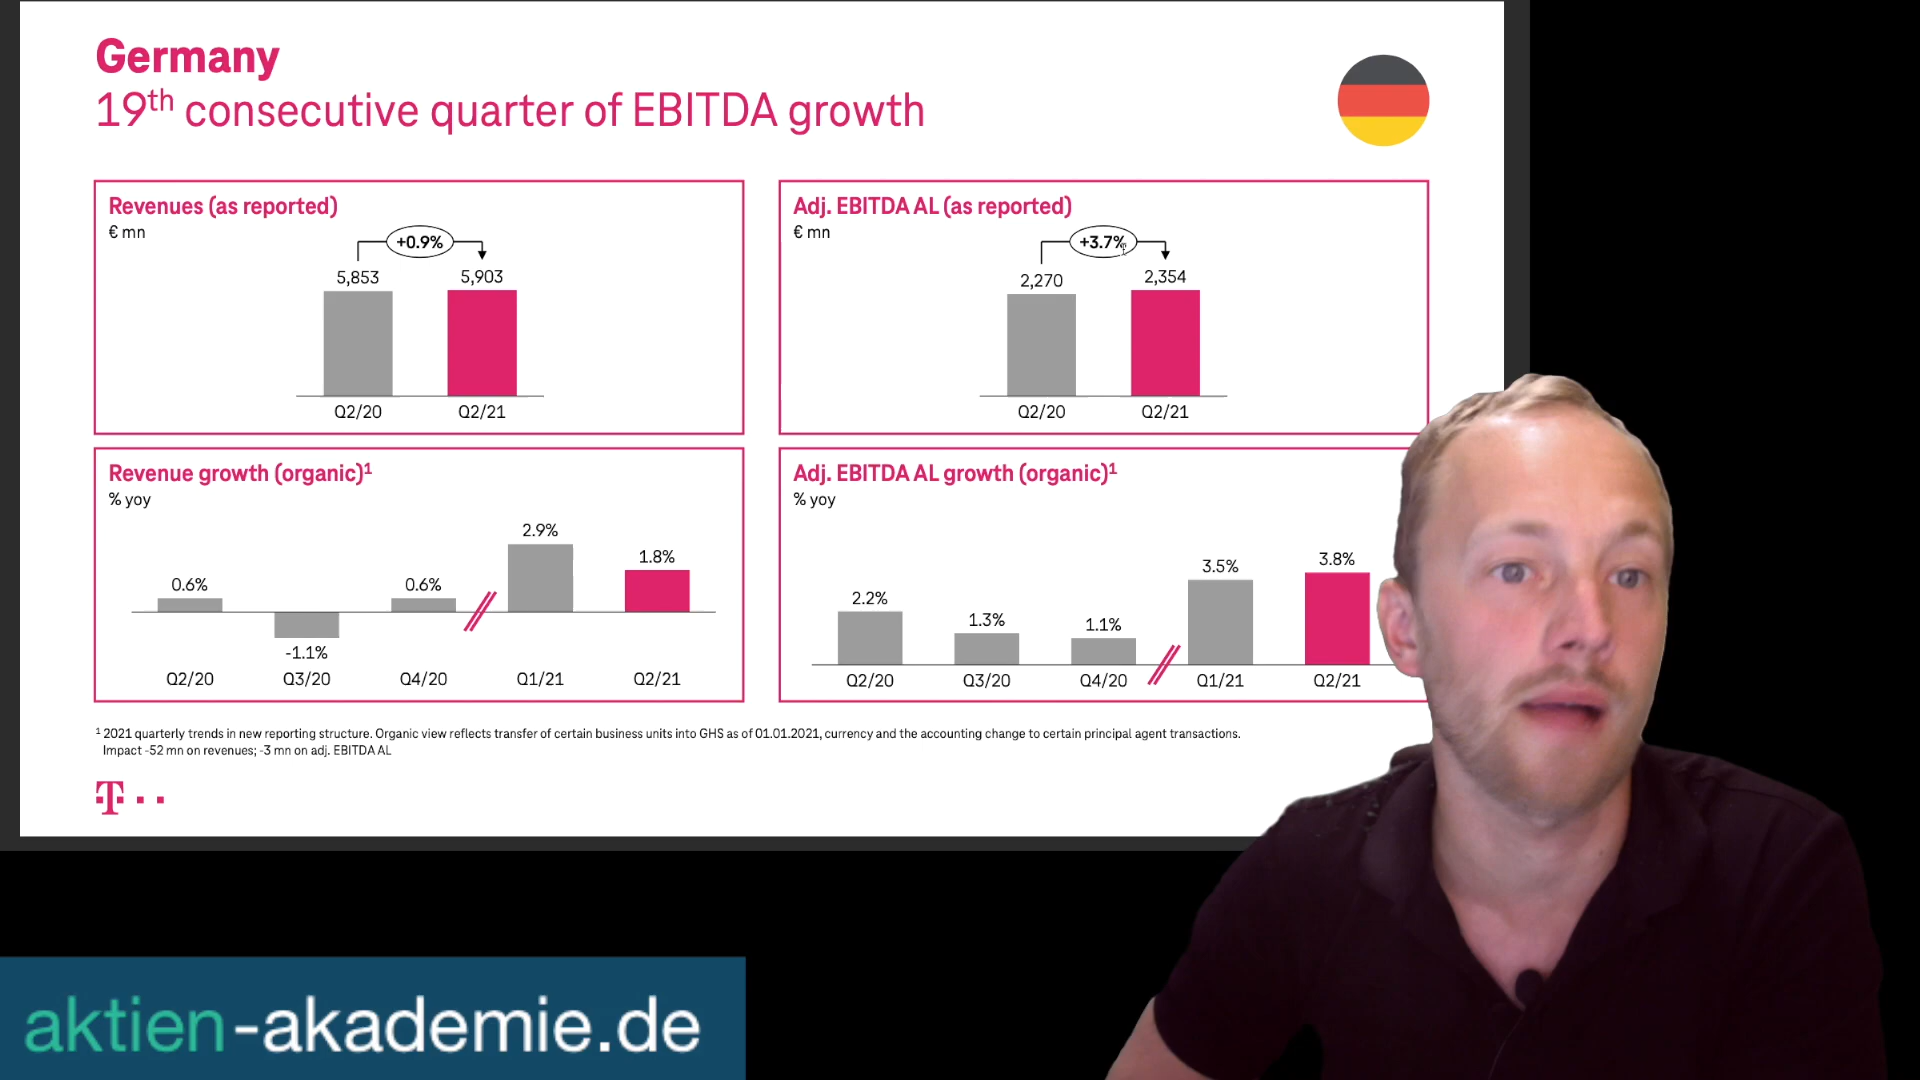 Germany
19th consecutive quarter of EBITDA growth
Revenues (as reported)
€ mn
+0.9%
5,853
5,903
Q2/20
Q2/21
Adj. EBITDA AL (as reported)
€ mn
+3.7%
2,270
2,354
Q2/20
Q2/21
Revenue growth (organic)1
% yoy
0.6%
-1.1%
0.6%
2.9%
1.8%
Q2/20
Q3/20
Q4/20
Q1/21
Q2/21
Adj. EBITDA AL growth (organic)1
% yoy
2.2%
1.3%
1.1%
3.5%
3.8%
Q2/20
Q3/20
Q4/20
Q1/21
Q2/21
1 2021 quarterly trends in new reporting structure. Organic view reflects transfer of certain business units into GHS as of 01.01.2021, currency and the accounting change to certain principal agent transactions.
Impact -52 mn on revenues; -3 mn on adj. EBITDA AL
T
aktien-akademie.de